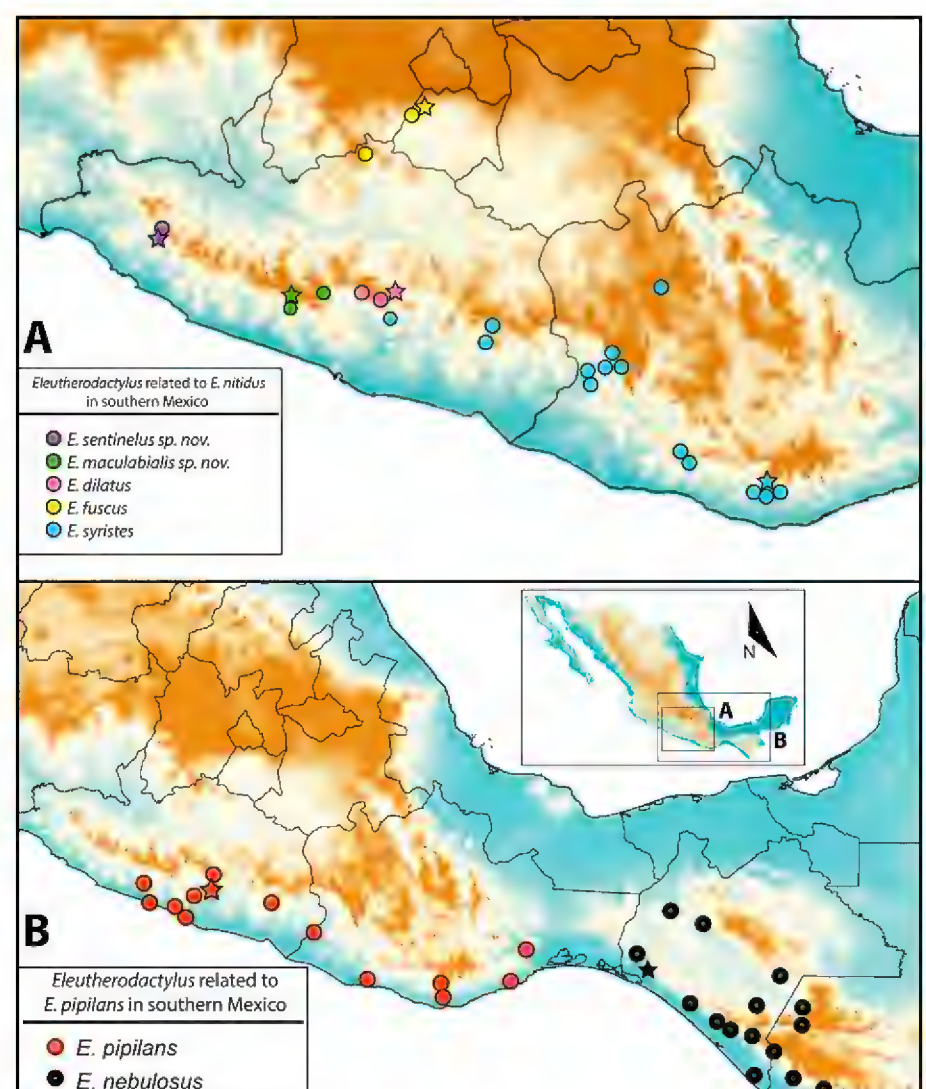 A
Eleutherodactylus related to E. nitidus
in southern Mexico
E. sentinelus sp. nov.
E. maculabialis sp. nov.
E. dilatus
E. fuscus
E. syristes
N
A
B
B
Eleutherodactylus related to
E. pipilans in southern Mexico
E. pipilans
E. nebulosus